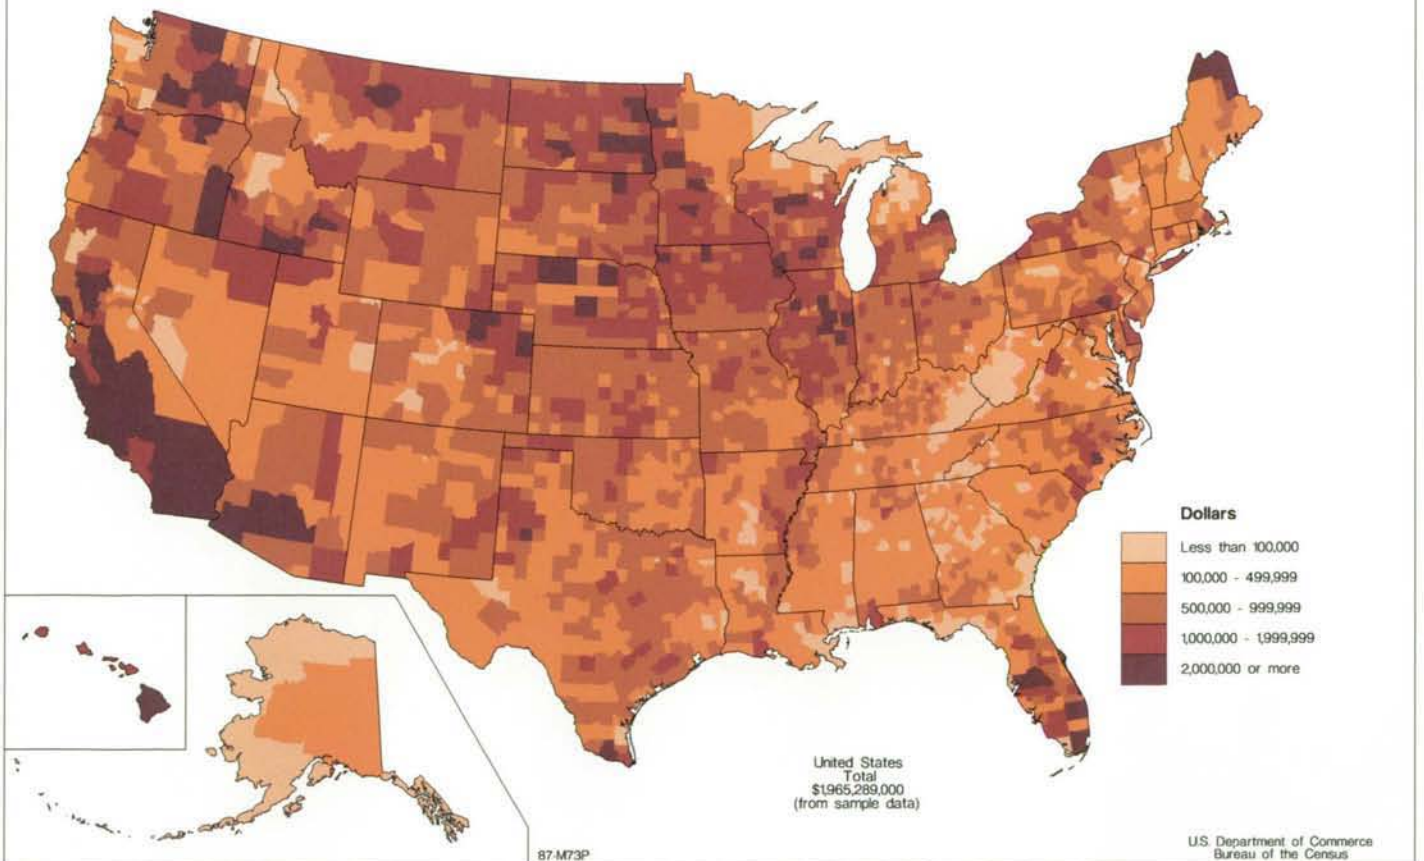 Dollars
Less than 100,000
100,000 - 499,999
500,000 - 999,999
1,000,000 - 1,999,999
2,000,000 or more
United States
Total
$1,965,289,000
(from sample data)
87-M73P
U.S. Department of Commerce
Bureau of the Census